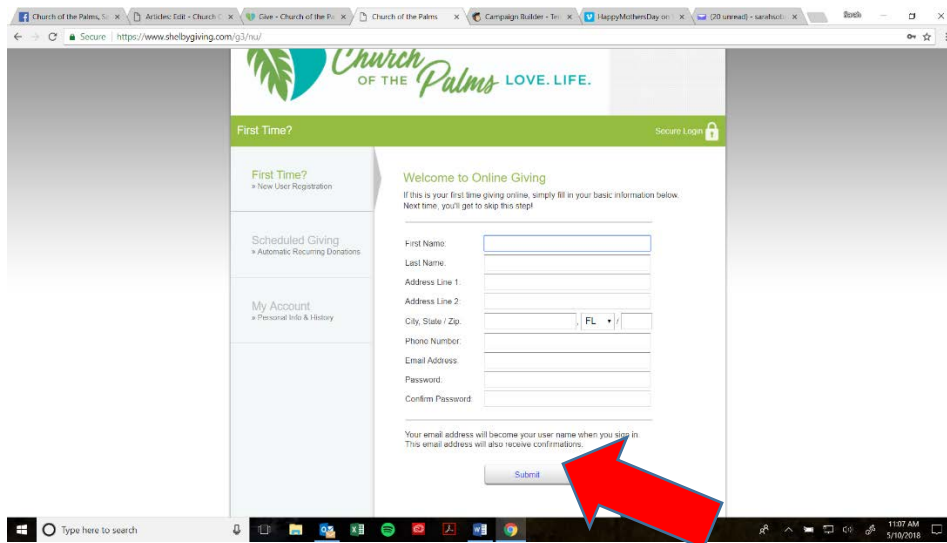 Church of the Palms, S
Articles: Edit - Church C
Give - Church of the Pa
Church of the Palms
Campaign Builder - Ten
HappyMothersDay on
(20 unread) - sarahsot
Sarah
Secure | https://www.shelbygiving.com/g3/nu/
Church
OF THE Palms LOVE. LIFE.
First Time?
Secure Login
First Time?
» New User Registration
Scheduled Giving
» Automatic Recurring Donations
My Account
» Personal Info & History
Welcome to Online Giving
If this is your first time giving online, simply fill in your basic information below.
Next time, you'll get to skip this step!
First Name:
Last Name:
Address Line 1:
Address Line 2:
City, State / Zip: , FL /
Phone Number:
Email Address:
Password:
Confirm Password:
Your email address will become your user name when you sign in.
This email address will also receive confirmations.
Submit
Type here to search
11:07 AM
5/10/2018